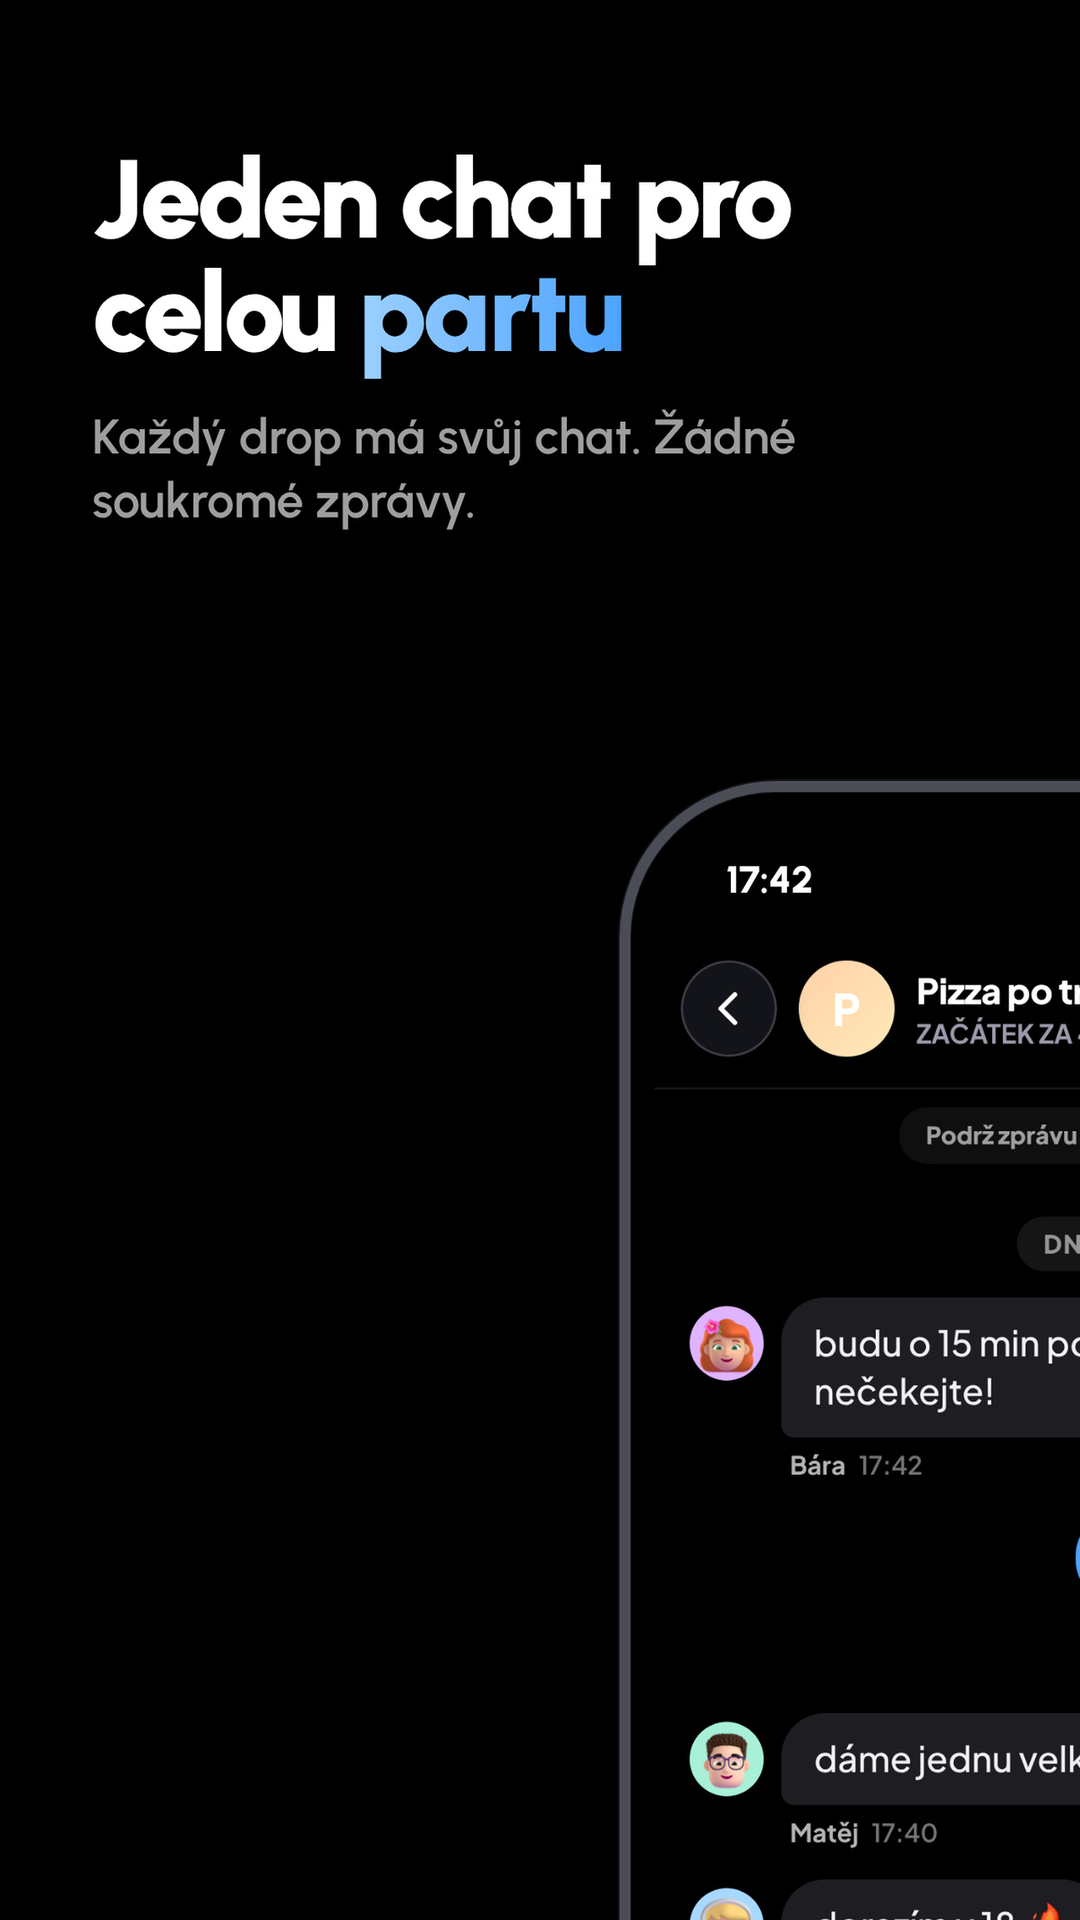 Jeden chat pro
celou partu
Každý drop má svůj chat. Žádné
soukromé zprávy.
17:42
P
Pizza po
ZAČÁTEK ZA
Podrž zprávu
budu o 15 min
nečekejte!
Bára 17:42
dáme jednu
Matěj 17:40